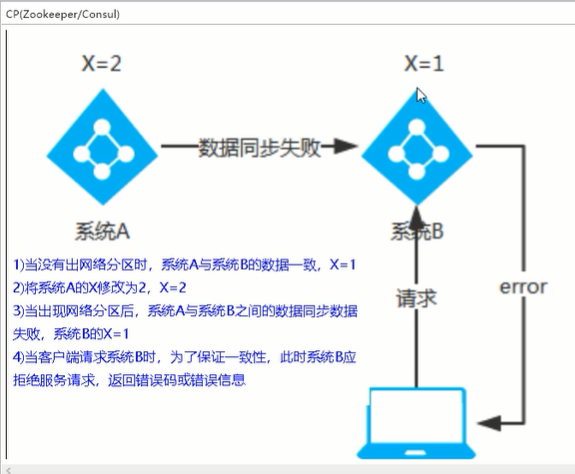 CP(Zookeeper/Consul)
X=2
X=1
数据同步失败
系统A
系统B
1)当没有出网络分区时，系统A与系统B的数据一致，X=1
2)将系统A的X修改为2，X=2
3)当出现网络分区后，系统A与系统B之间的数据同步数据
失败，系统B的X=1
4)当客户端请求系统B时，为了保证一致性，此时系统B应
拒绝服务请求，返回错误码或错误信息
请求
error